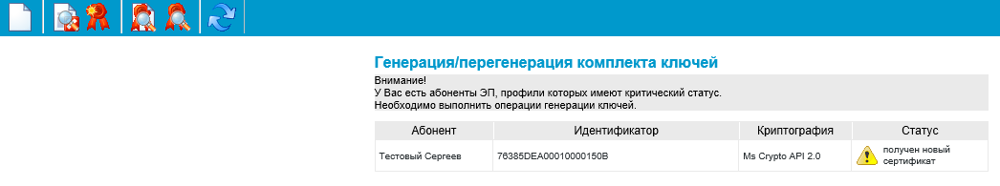 Генерация/перегенерация комплекта ключей
Внимание!
У Вас есть абоненты ЭП, профили которых имеют критический статус.
Необходимо выполнить операции генерации ключей.
Абонент Идентификатор Криптография Статус
Тестовый Сергеев 76385DEA00010000150B Ms Crypto API 2.0 получен новый
сертификат